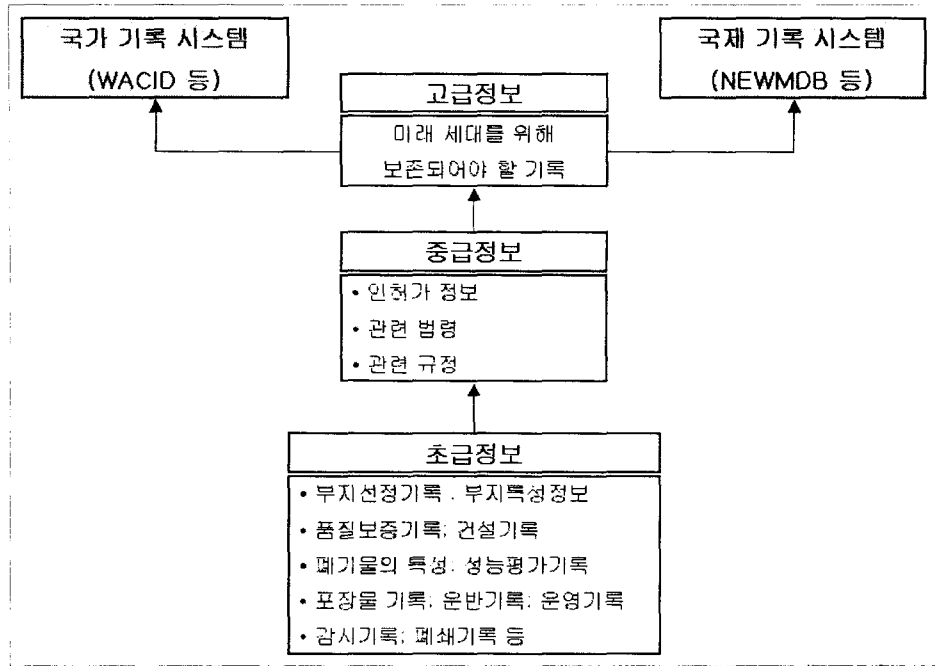 국가 기록 시스템
(WACID 등)
국제 기록 시스템
(NEWMDB 등)
고급정보
미래 세대를 위해
보존되어야 할 기록
중급정보
• 인허가 정보
• 관련 법령
• 관련 규정
초급정보
• 부지선정기록 : 부지특성정보
• 품질보증기록; 건설기록
• 폐기물의 특성: 성능평가기록
• 포장물 기록; 운반기록; 운영기록
• 감시기록; 폐쇄기록 등